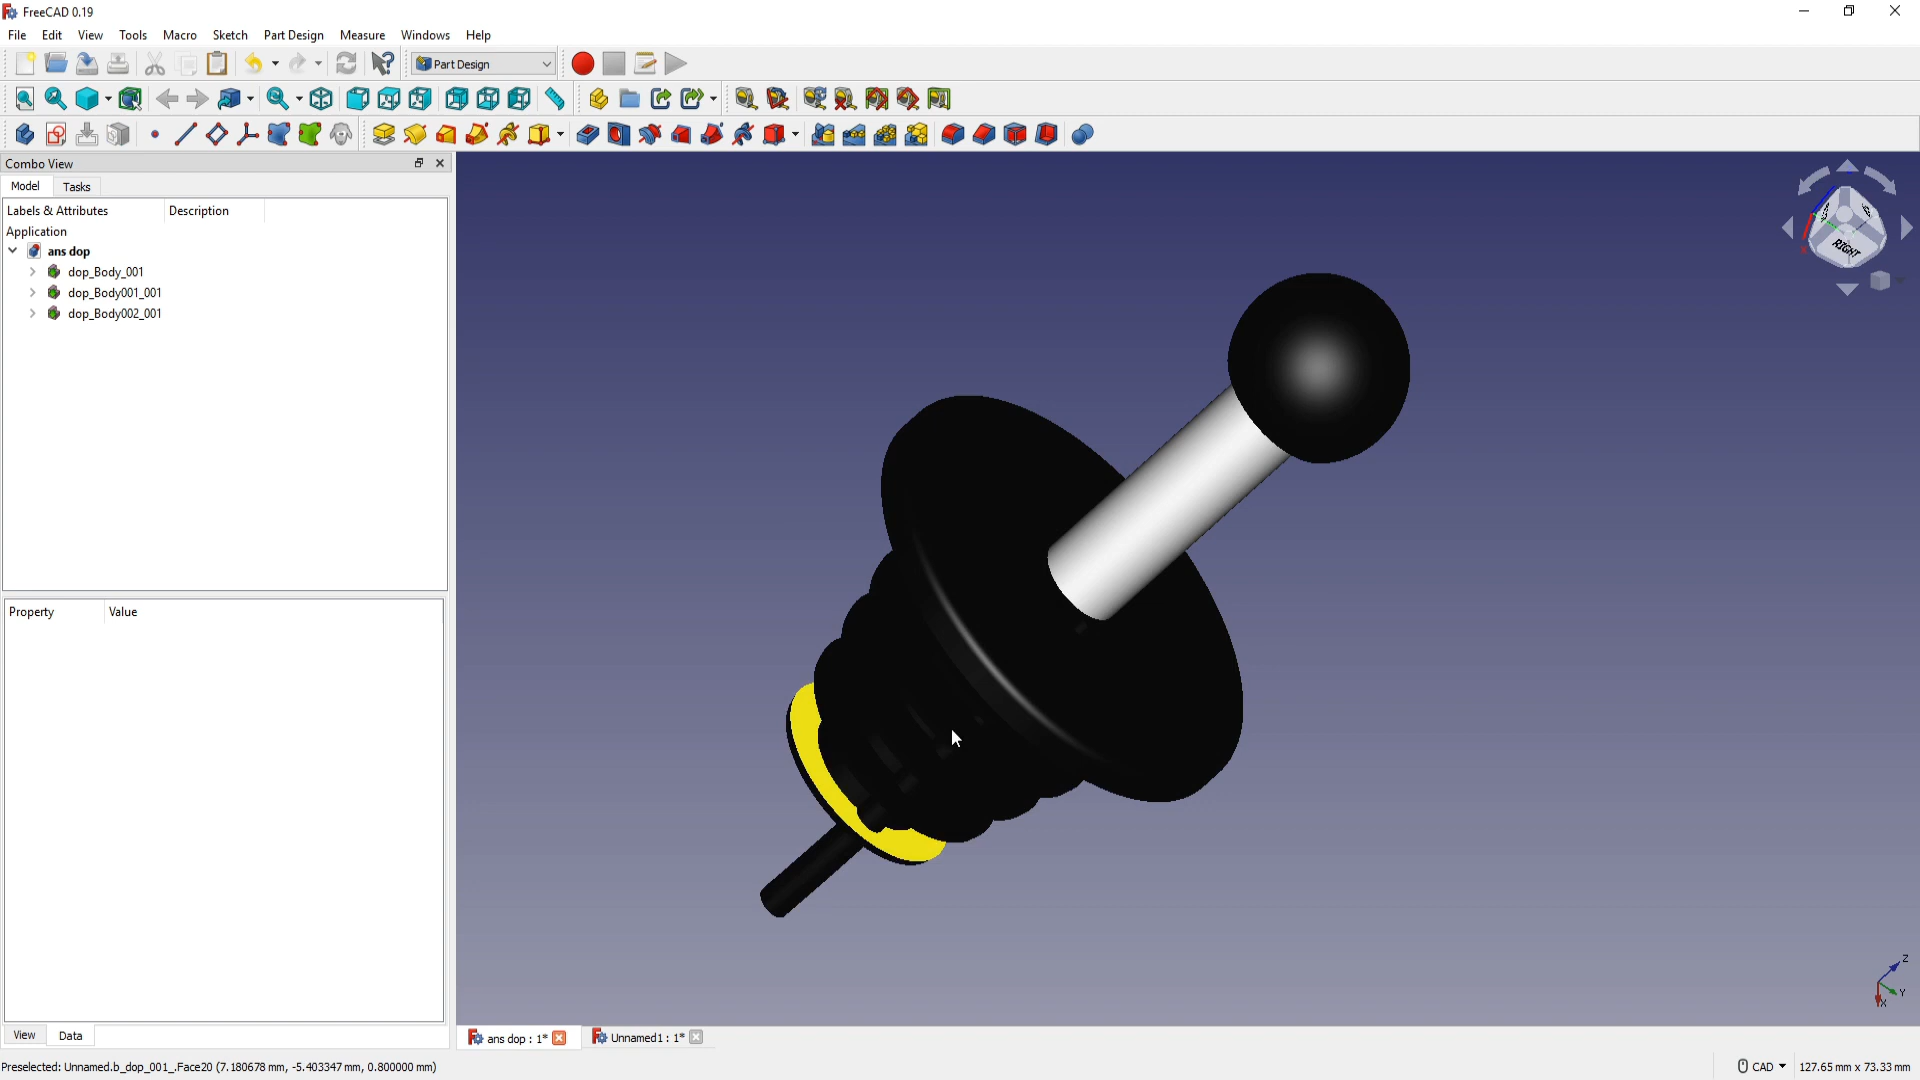 FreeCAD 0.19
File Edit View Tools Macro Sketch Part Design Measure Windows Help
Part Design
Combo View
Model Tasks
Labels & Attributes Description
Application
ans dop
dop_Body_001
dop_Body001_001
dop_Body002_001
RIGHT
Property Value
Z
Y
X
View Data
ans dop : 1* Unnamed1 : 1*
Preselected: Unnamed.b_dop_001_.Face20 (7.180678 mm, -5.403347 mm, 0.800000 mm)
CAD 127.65 mm x 73.33 mm